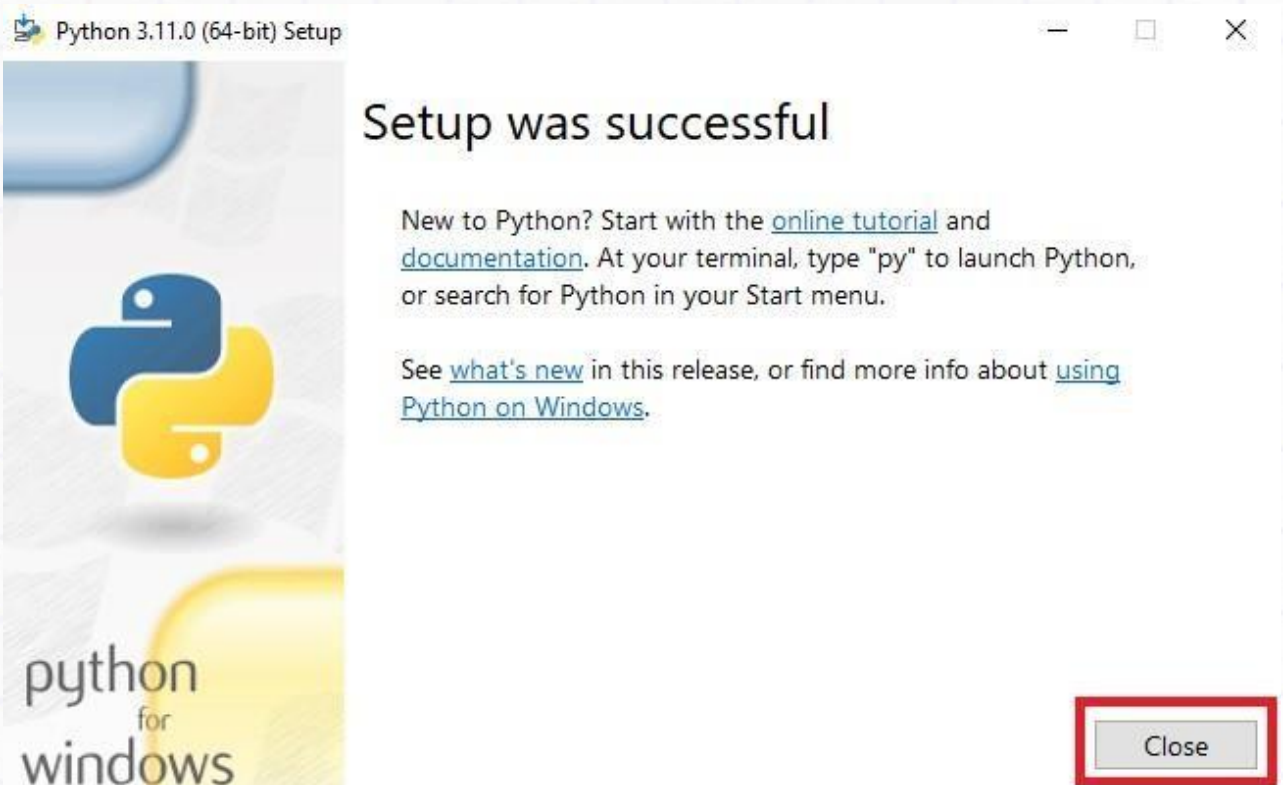 Python 3.11.0 (64-bit) Setup
Setup was successful
New to Python? Start with the online tutorial and
documentation. At your terminal, type "py" to launch Python,
or search for Python in your Start menu.
See what's new in this release, or find more info about using
Python on Windows.
python
for
windows
Close